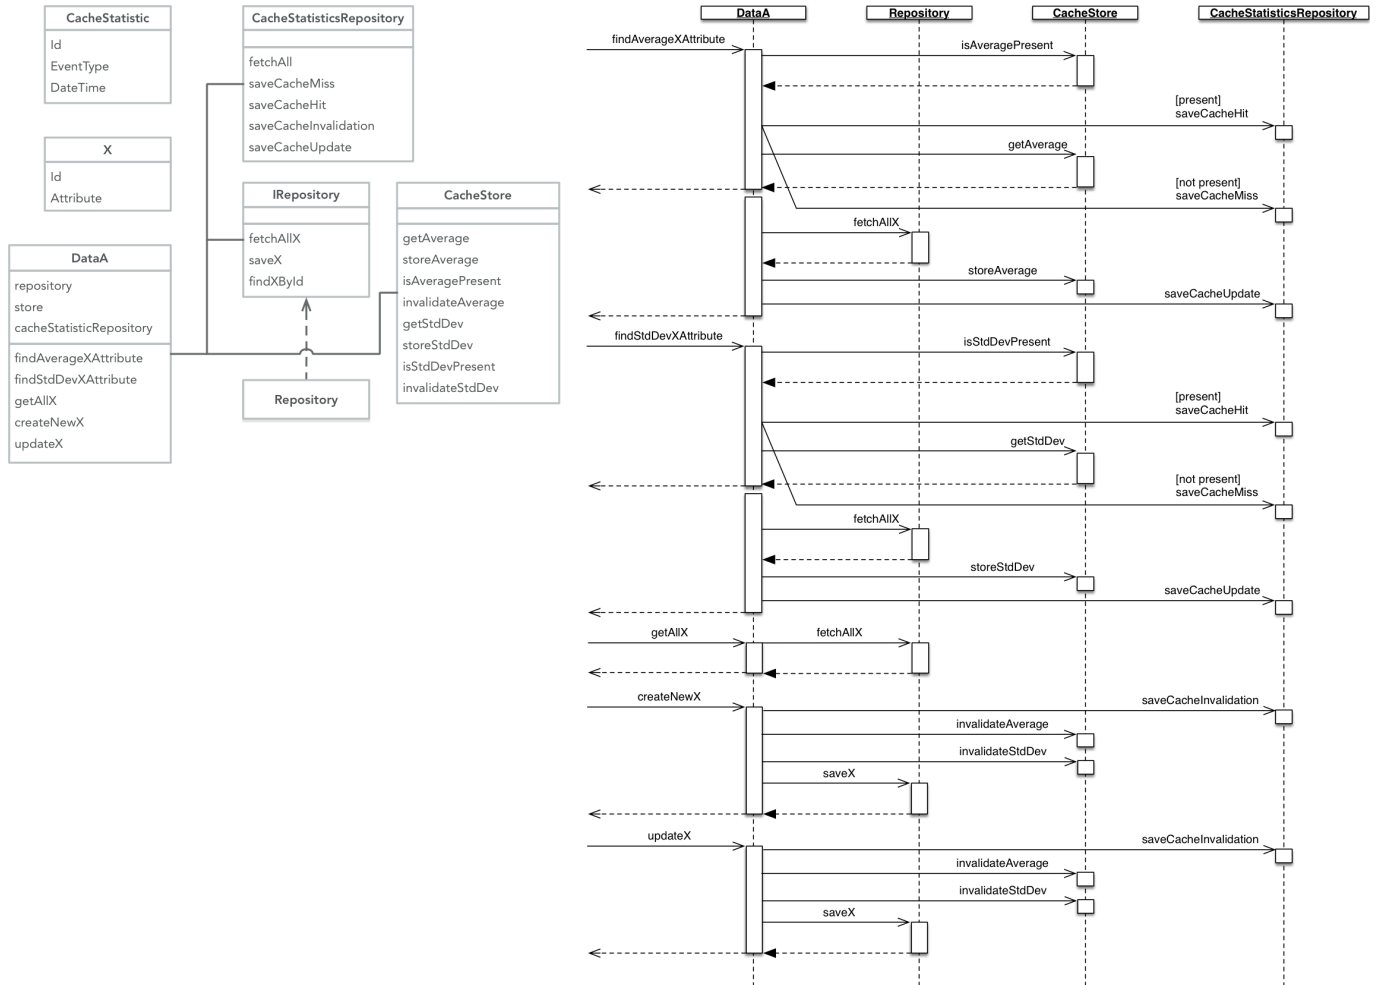 CacheStatistic
Id
EventType
DateTime
X
Id
Attribute
DataA
repository
store
cacheStatisticRepository
findAverageXAttribute
findStdDevXAttribute
getAllX
createNewX
updateX
CacheStatisticsRepository
fetchAll
saveCacheMiss
saveCacheHit
saveCacheInvalidation
saveCacheUpdate
IRepository
fetchAllX
saveX
findXById
Repository
CacheStore
getAverage
storeAverage
isAveragePresent
invalidateAverage
getStdDev
storeStdDev
isStdDevPresent
invalidateStdDev
DataA
Repository
CacheStore
CacheStatisticsRepository
findAverageXAttribute
isAveragePresent
[present]
saveCacheHit
getAverage
[not present]
saveCacheMiss
fetchAllX
storeAverage
saveCacheUpdate
findStdDevXAttribute
isStdDevPresent
[present]
saveCacheHit
getStdDev
[not present]
saveCacheMiss
fetchAllX
storeStdDev
saveCacheUpdate
getAllX
fetchAllX
createNewX
saveCacheInvalidation
invalidateAverage
invalidateStdDev
saveX
updateX
saveCacheInvalidation
invalidateAverage
invalidateStdDev
saveX